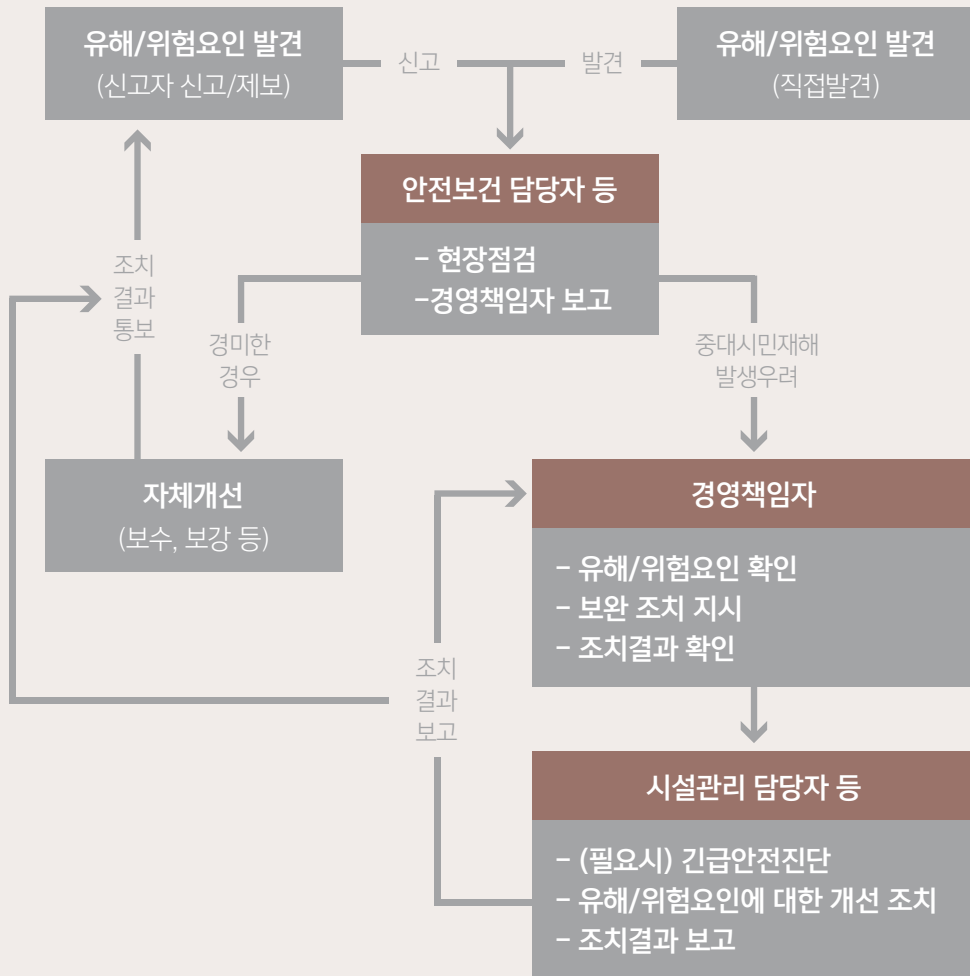 유해/위험요인 발견
(신고자 신고/제보)
신고
발견
유해/위험요인 발견
(직접발견)
안전보건 담당자 등
- 현장점검
-경영책임자 보고
조치
결과
통보
경미한
경우
중대시민재해
발생우려
자체개선
(보수, 보강 등)
경영책임자
- 유해/위험요인 확인
- 보완 조치 지시
- 조치결과 확인
조치
결과
보고
시설관리 담당자 등
- (필요시) 긴급안전진단
- 유해/위험요인에 대한 개선 조치
- 조치결과 보고